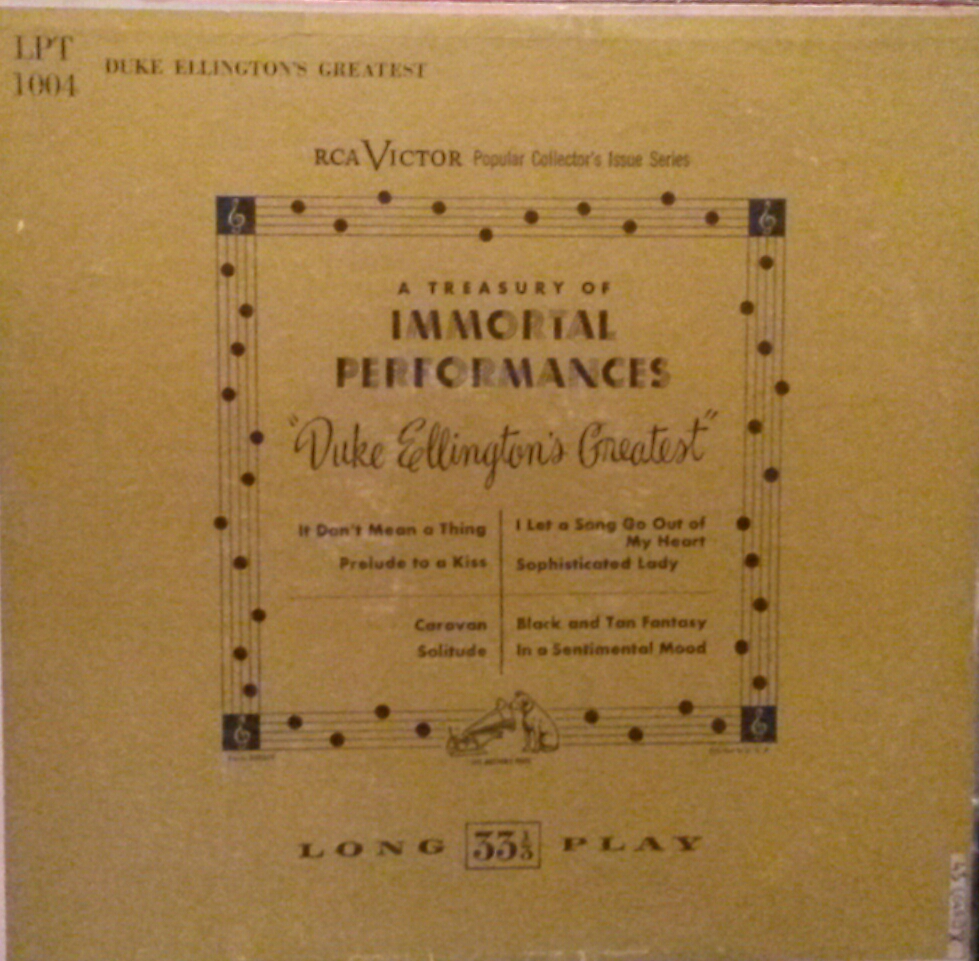 LPT
1004
DUKE ELLINGTON'S GREATEST
RCA VICTOR Popular Collector's Issue Series
A TREASURY OF
IMMORTAL
PERFORMANCES
"Duke Ellington's Greatest"
It Don't Mean a Thing
Prelude to a Kiss
I Let a Song Go Out of
My Heart
Sophisticated Lady
Caravan
Solitude
Black and Tan Fantasy
In a Sentimental Mood
LONG 33⅓ PLAY